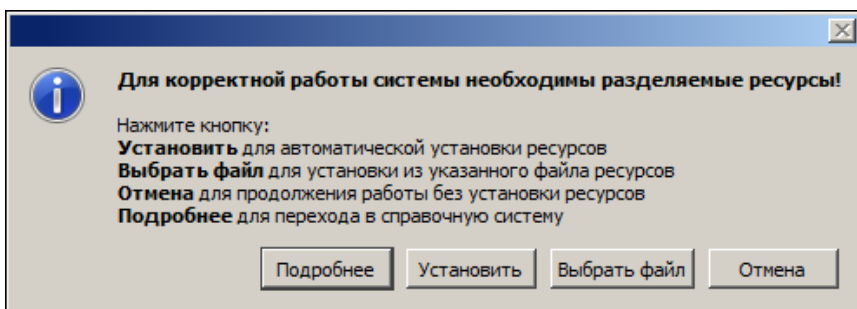 Для корректной работы системы необходимы разделяемые ресурсы!
Нажмите кнопку:
Установить для автоматической установки ресурсов
Выбрать файл для установки из указанного файла ресурсов
Отмена для продолжения работы без установки ресурсов
Подробнее для перехода в справочную систему
Подробнее Установить Выбрать файл Отмена